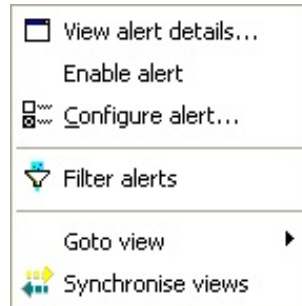 View alert details...
Enable alert
Configure alert...
Filter alerts
Goto view
Synchronise views